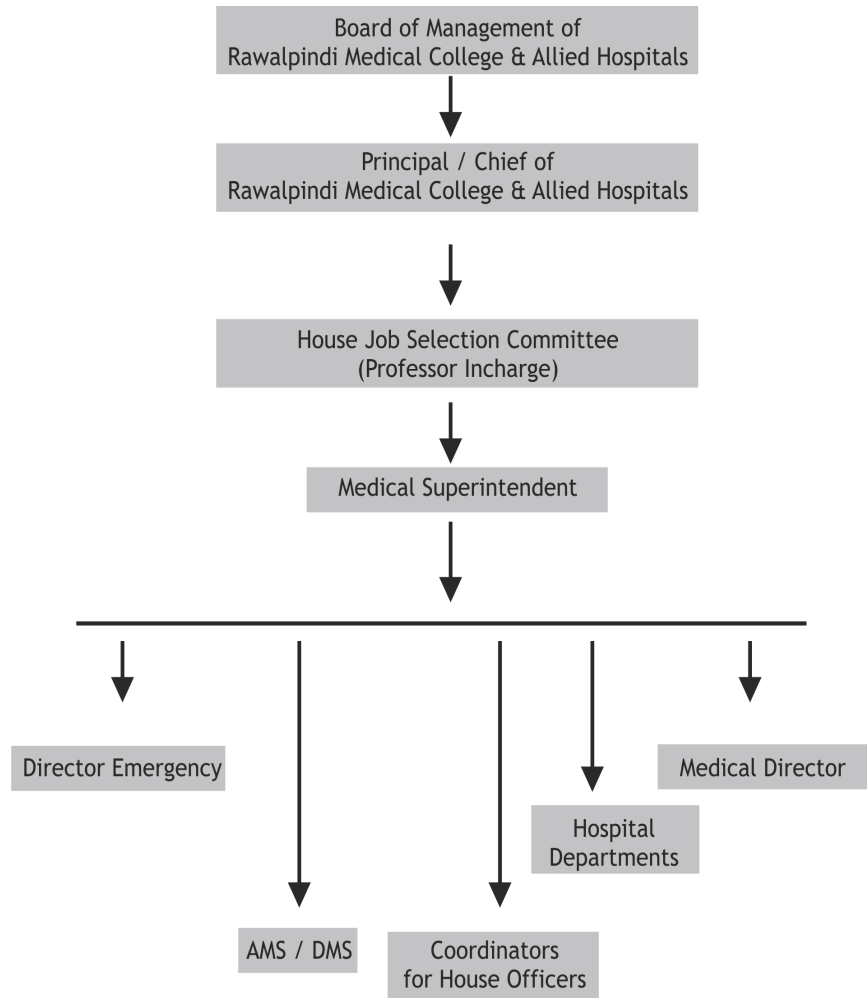 Board of Management of
Rawalpindi Medical College & Allied Hospitals
Principal / Chief of
Rawalpindi Medical College & Allied Hospitals
House Job Selection Committee
(Professor Incharge)
Medical Superintendent
Director Emergency
Medical Director
Hospital
Departments
AMS / DMS
Coordinators
for House Officers